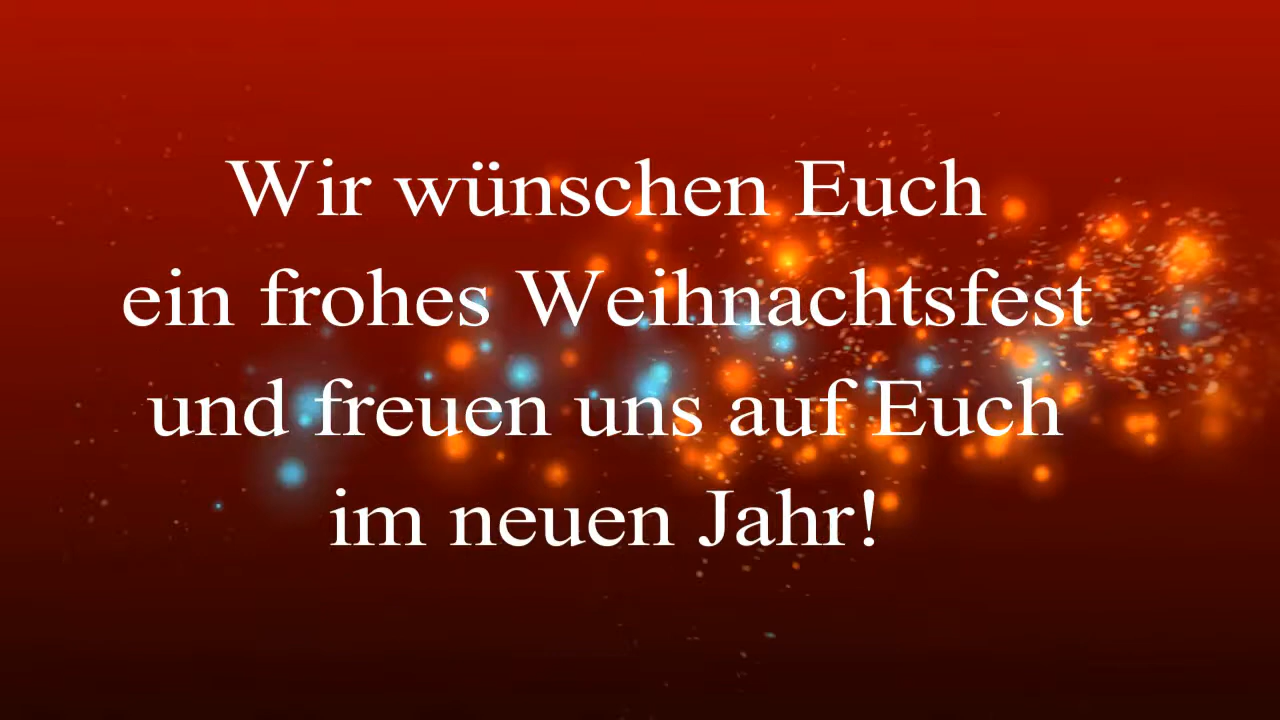 Wir wünschen Euch
ein frohes Weihnachtsfest
und freuen uns auf Euch
im neuen Jahr!